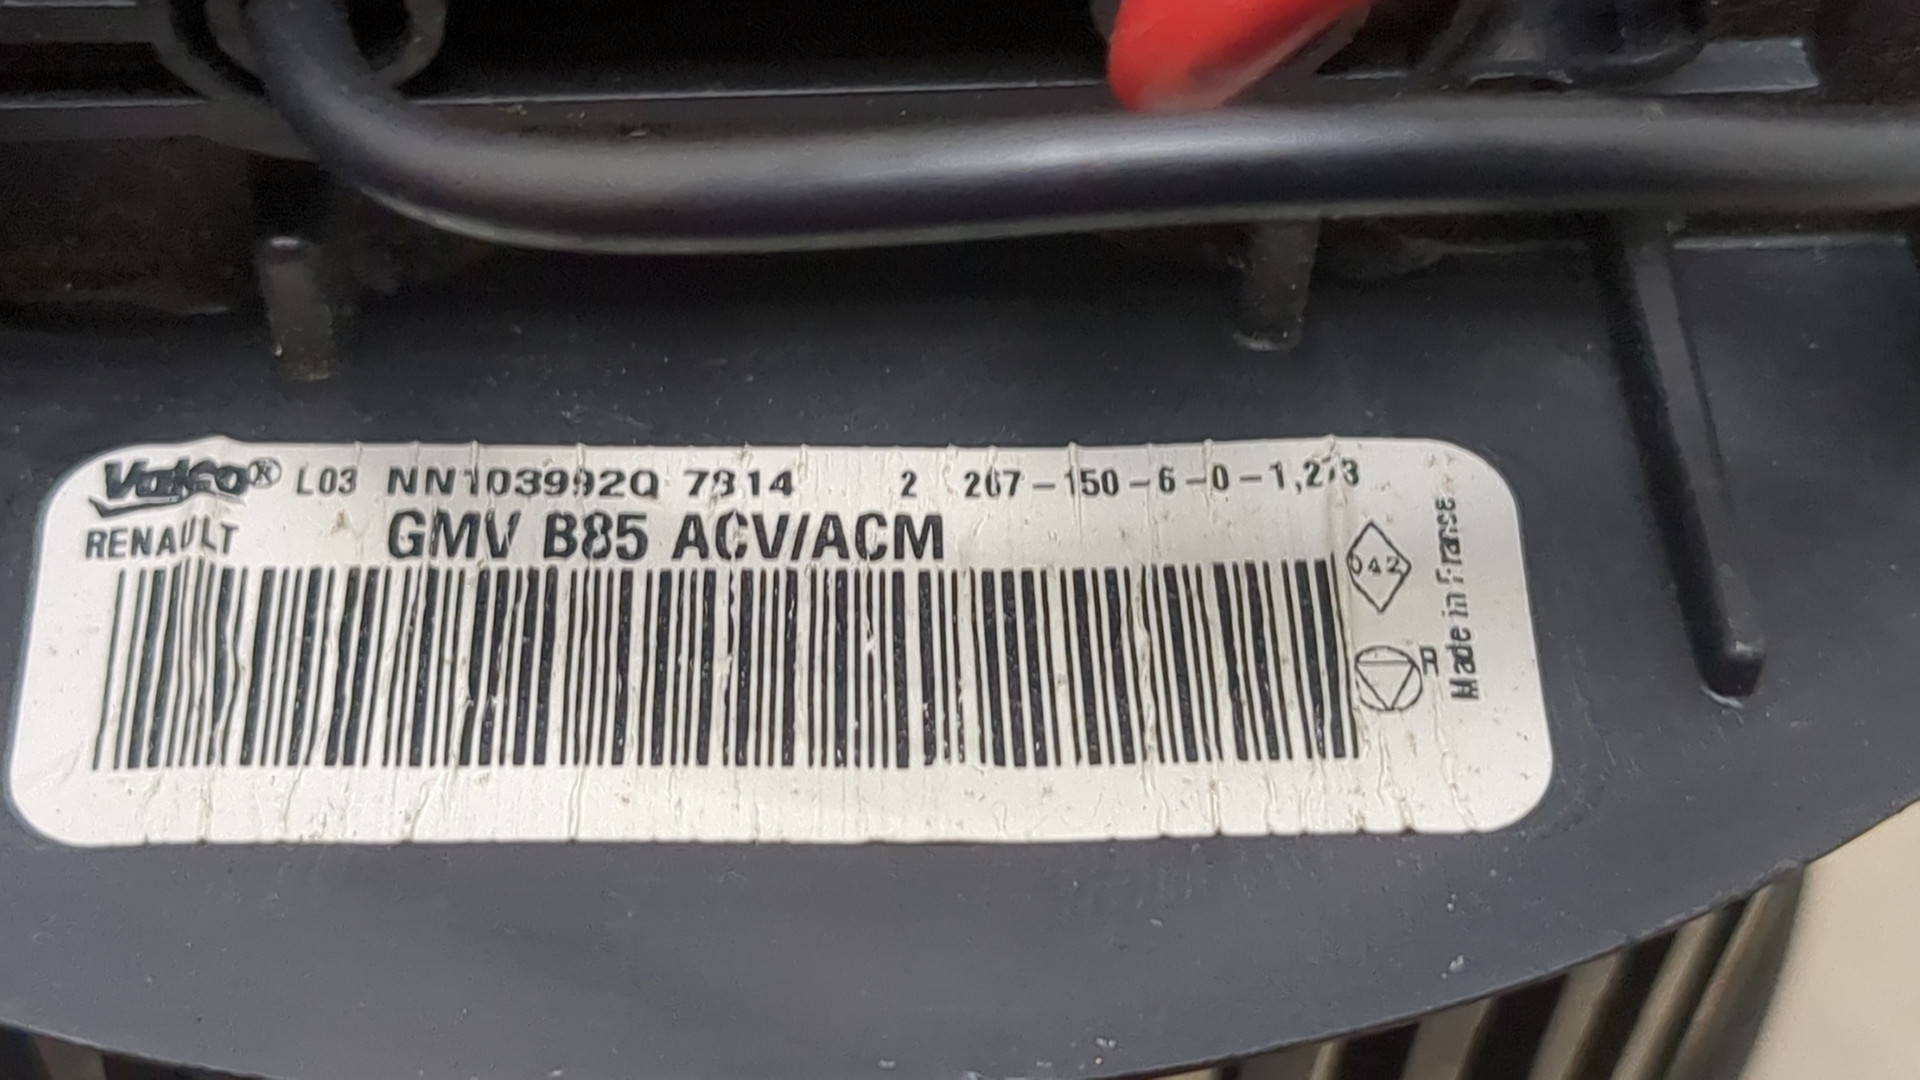 Valeo® L03 NN103992Q 7814 2 267-150-6-0-1,273
RENAULT GMV B85 ACV/ACM
042
R
Made in France